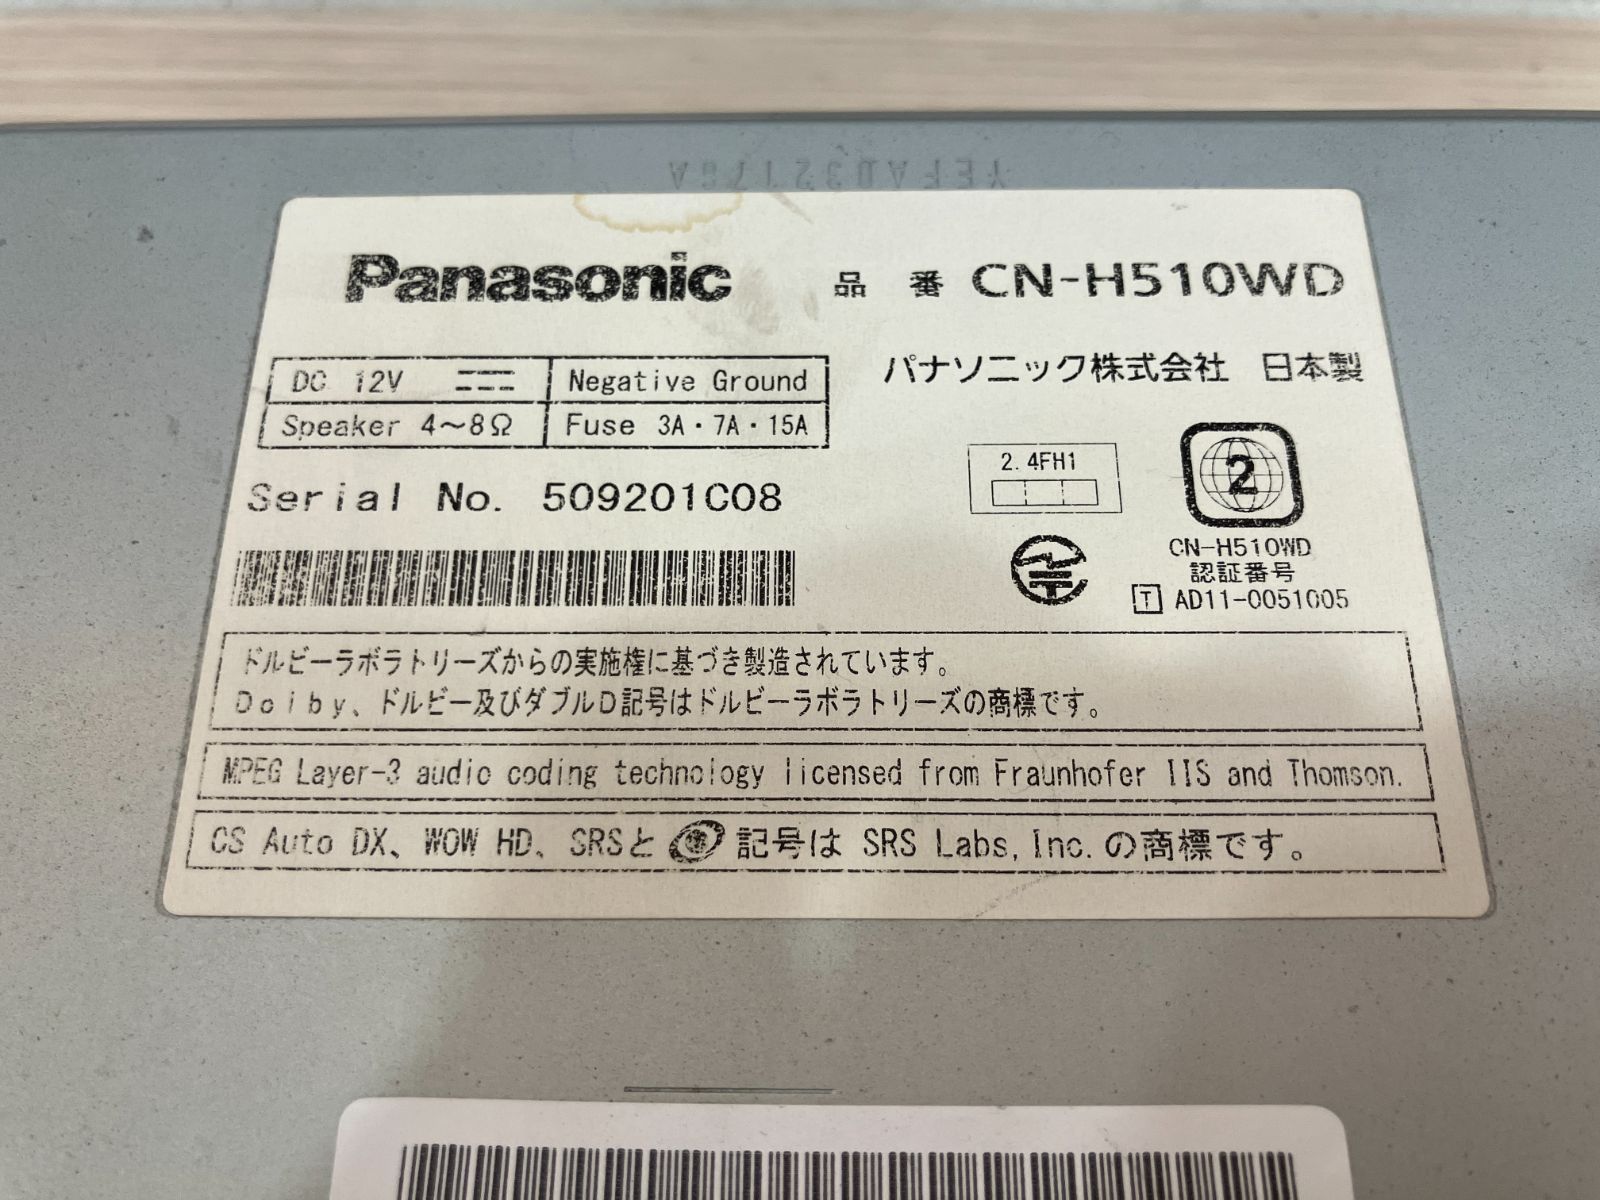 YEFA032176A
Panasonic 品 番 CN-H510WD
DC 12V Negative Ground
Speaker 4～8Ω Fuse 3A・7A・15A
パナソニック株式会社 日本製
Serial No. 509201C08
2.4FH1
2
CN-H510WD
認証番号
T AD11-0051005
ドルビーラボラトリーズからの実施権に基づき製造されています。
Dolby、ドルビー及びダブルD記号はドルビーラボラトリーズの商標です。
MPEG Layer-3 audio coding technology licensed from Fraunhofer IIS and Thomson.
CS Auto DX、WOW HD、SRSと 記号は SRS Labs,Inc.の商標です。